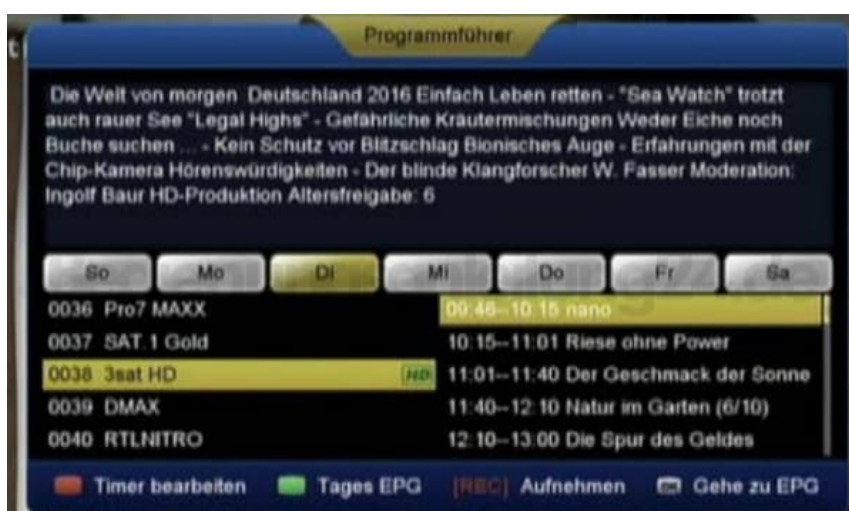 Programmführer
Die Welt von morgen Deutschland 2016 Einfach Leben retten - "Sea Watch" trotzt
auch rauer See "Legal Highs" - Gefährliche Kräutermischungen Weder Eiche noch
Buche suchen ... - Kein Schutz vor Blitzschlag Bionisches Auge - Erfahrungen mit der
Chip-Kamera Hörenswürdigkeiten - Der blinde Klangforscher W. Fasser Moderation:
Ingolf Baur HD-Produktion Altersfreigabe: 6
So Mo Di Mi Do Fr Sa
0036 Pro7 MAXX 09:46--10:15 nano
0037 SAT.1 Gold 10:15--11:01 Riese ohne Power
0038 3sat HD HD 11:01--11:40 Der Geschmack der Sonne
0039 DMAX 11:40--12:10 Natur im Garten (6/10)
0040 RTLNITRO 12:10--13:00 Die Spur des Geldes
Timer bearbeiten Tages EPG [REC] Aufnehmen OK Gehe zu EPG